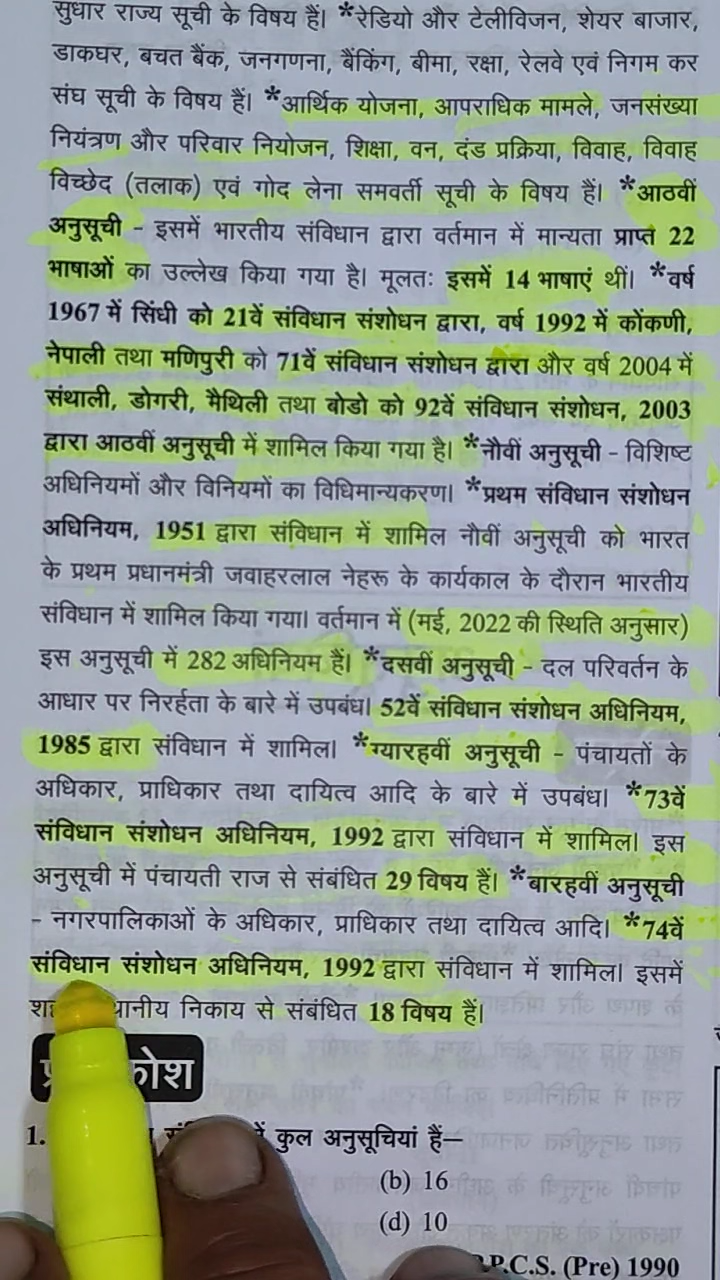 सुधार राज्य सूची के विषय हैं। *रेडियो और टेलीविजन, शेयर बाजार,
डाकघर, बचत बैंक, जनगणना, बैंकिंग, बीमा, रक्षा, रेलवे एवं निगम कर
संघ सूची के विषय हैं। *आर्थिक योजना, आपराधिक मामले, जनसंख्या
नियंत्रण और परिवार नियोजन, शिक्षा, वन, दंड प्रक्रिया, विवाह, विवाह
विच्छेद (तलाक) एवं गोद लेना समवर्ती सूची के विषय हैं। *आठवीं
अनुसूची - इसमें भारतीय संविधान द्वारा वर्तमान में मान्यता प्राप्त 22
भाषाओं का उल्लेख किया गया है। मूलतः इसमें 14 भाषाएं थीं। *वर्ष
1967 में सिंधी को 21वें संविधान संशोधन द्वारा, वर्ष 1992 में कोंकणी,
नेपाली तथा मणिपुरी को 71वें संविधान संशोधन द्वारा और वर्ष 2004 में
संथाली, डोगरी, मैथिली तथा बोडो को 92वें संविधान संशोधन, 2003
द्वारा आठवीं अनुसूची में शामिल किया गया है। *नौवीं अनुसूची - विशिष्ट
अधिनियमों और विनियमों का विधिमान्यकरण। *प्रथम संविधान संशोधन
अधिनियम, 1951 द्वारा संविधान में शामिल नौवीं अनुसूची को भारत
के प्रथम प्रधानमंत्री जवाहरलाल नेहरू के कार्यकाल के दौरान भारतीय
संविधान में शामिल किया गया। वर्तमान में (मई, 2022 की स्थिति अनुसार)
इस अनुसूची में 282 अधिनियम हैं। *दसवीं अनुसूची - दल परिवर्तन के
आधार पर निरर्हता के बारे में उपबंध। 52वें संविधान संशोधन अधिनियम,
1985 द्वारा संविधान में शामिल। *ग्यारहवीं अनुसूची - पंचायतों के
अधिकार, प्राधिकार तथा दायित्व आदि के बारे में उपबंध। *73वें
संविधान संशोधन अधिनियम, 1992 द्वारा संविधान में शामिल। इस
अनुसूची में पंचायती राज से संबंधित 29 विषय हैं। *बारहवीं अनुसूची
- नगरपालिकाओं के अधिकार, प्राधिकार तथा दायित्व आदि। *74वें
संविधान संशोधन अधिनियम, 1992 द्वारा संविधान में शामिल। इसमें
निकाय से संबंधित 18 विषय हैं।
1. में कुल अनुसूचियां हैं—
(b) 16
(d) 10
P.C.S. (Pre) 1990